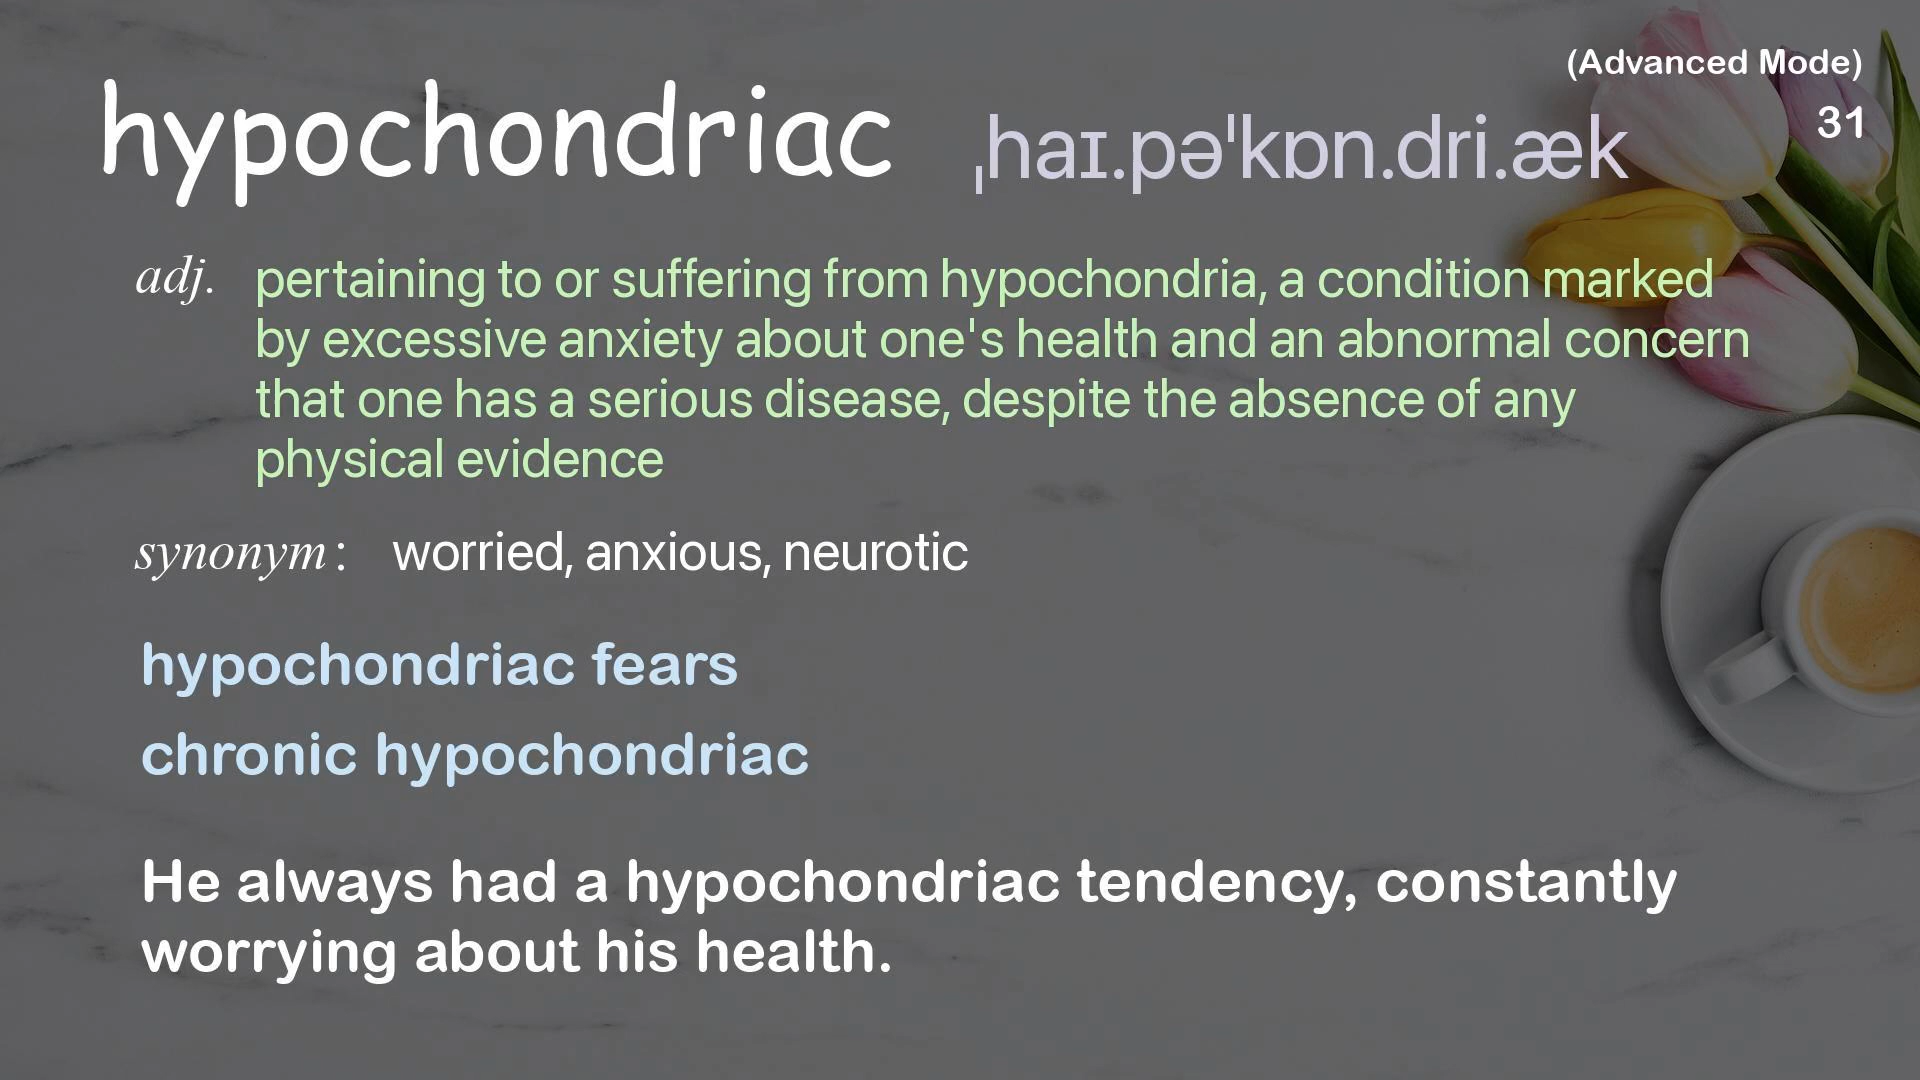 (Advanced Mode)
31
hypochondriac ˌhaɪ.pəˈkɒn.dri.æk
adj. pertaining to or suffering from hypochondria, a condition marked
by excessive anxiety about one's health and an abnormal concern
that one has a serious disease, despite the absence of any
physical evidence
synonym : worried, anxious, neurotic
hypochondriac fears
chronic hypochondriac
He always had a hypochondriac tendency, constantly
worrying about his health.